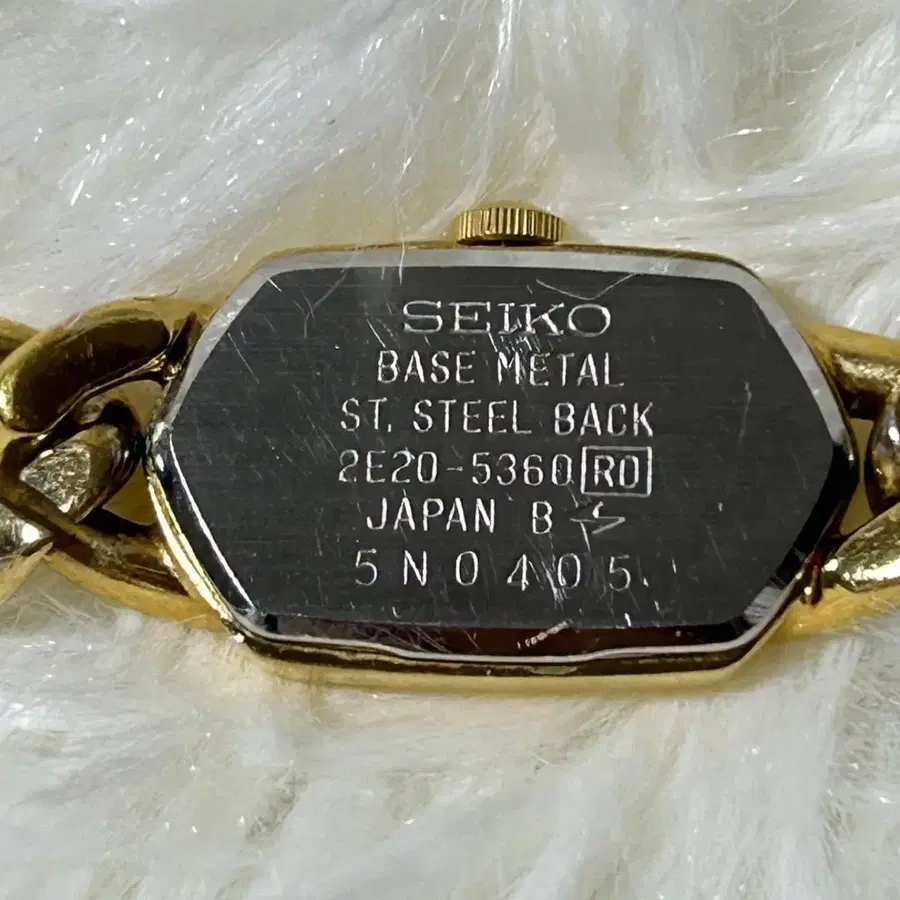 SEIKO
BASE METAL
ST. STEEL BACK
2E20-5360 RO
JAPAN B
5N0405